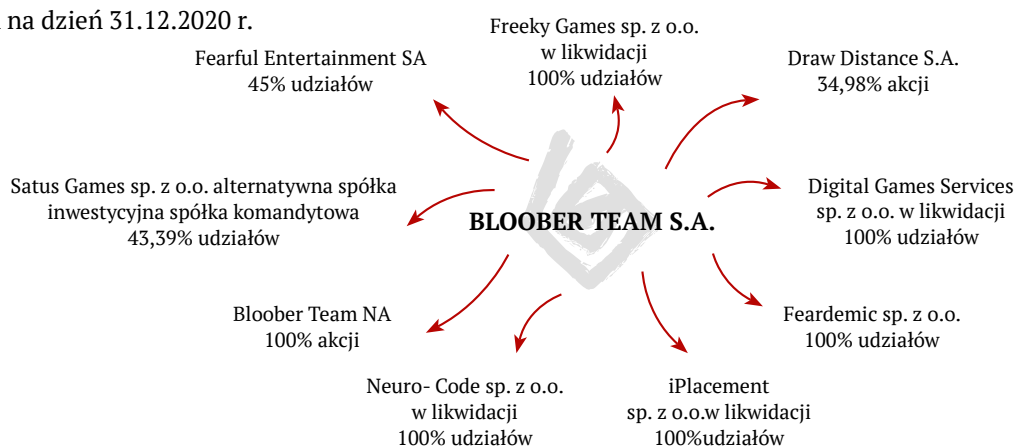 na dzień 31.12.2020 r.
Freeky Games sp. z o.o.
w likwidacji
100% udziałów
Fearful Entertainment SA
45% udziałów
Draw Distance S.A.
34,98% akcji
Satus Games sp. z o.o. alternatywna spółka
inwestycyjna spółka komandytowa
43,39% udziałów
BLOOBER TEAM S.A.
Digital Games Services
sp. z o.o. w likwidacji
100% udziałów
Bloober Team NA
100% akcji
Feardemic sp. z o.o.
100% udziałów
Neuro- Code sp. z o.o.
w likwidacji
100% udziałów
iPlacement
sp. z o.o.w likwidacji
100%udziałów